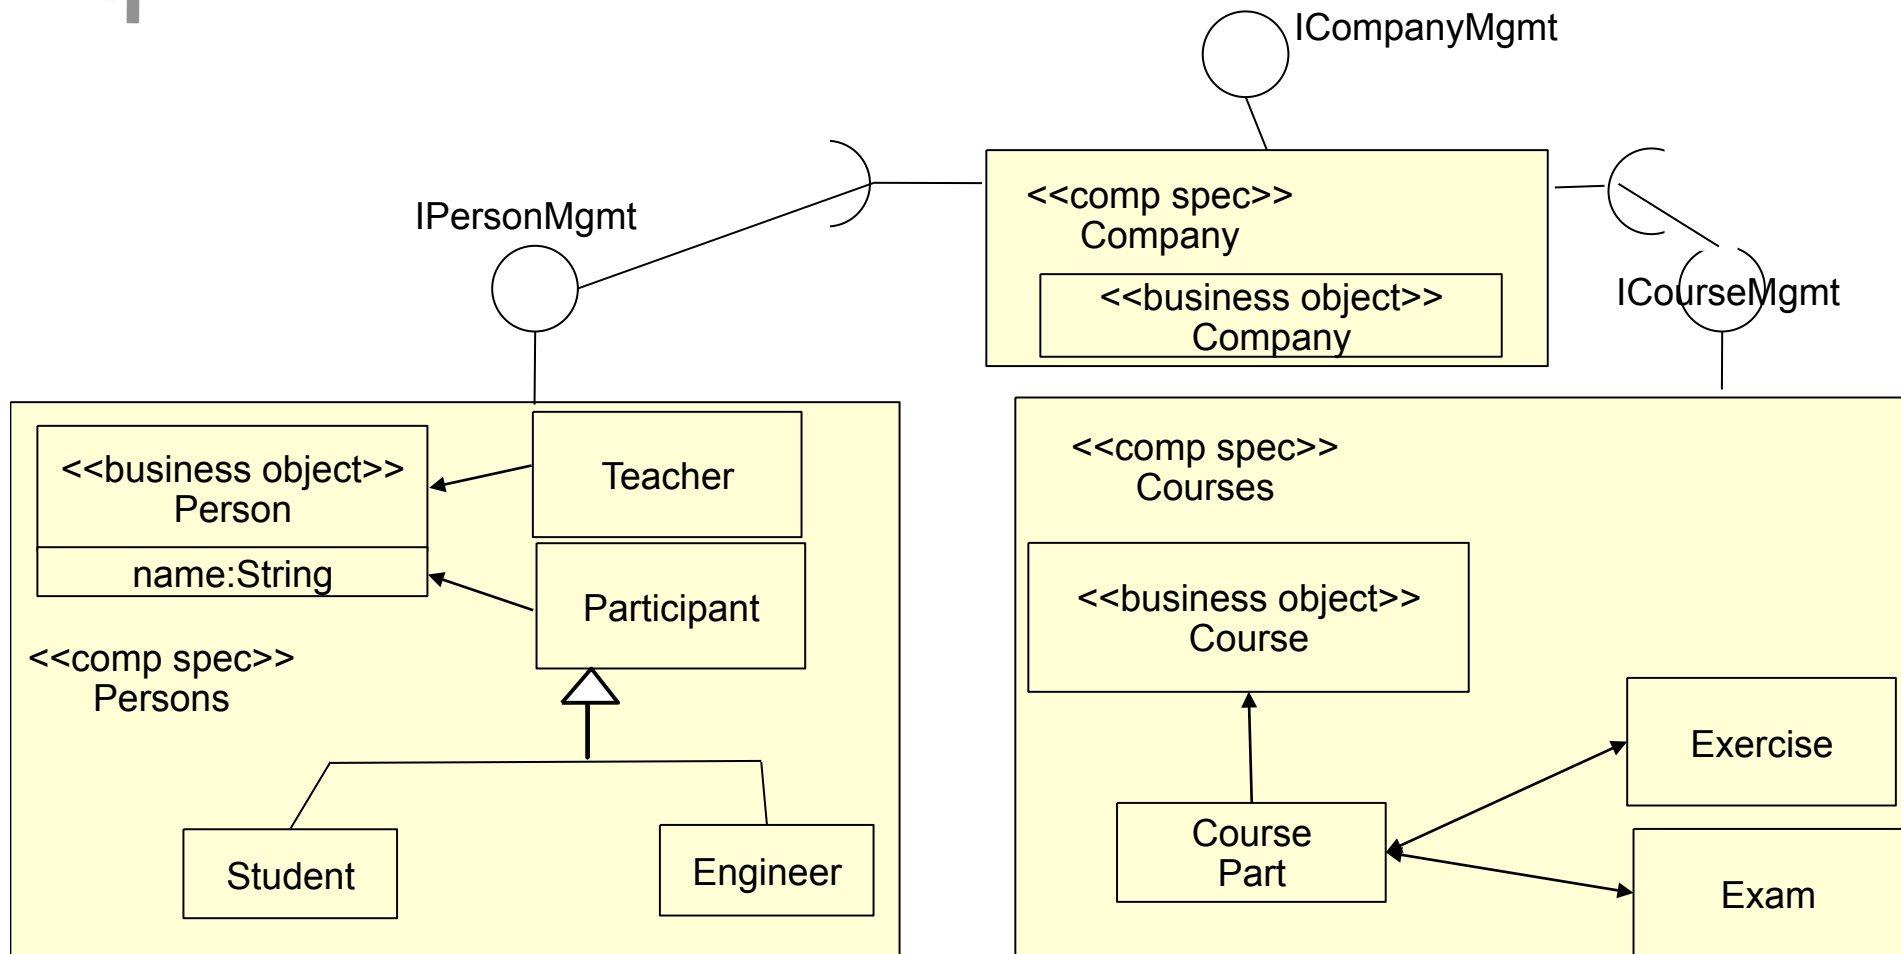 ICompanyMgmt
<<comp spec>>
Company
<<business object>>
Company
IPersonMgmt
ICourseMgmt
<<business object>>
Person
name:String
Teacher
Participant
<<comp spec>>
Persons
Student
Engineer
<<comp spec>>
Courses
<<business object>>
Course
Course
Part
Exercise
Exam